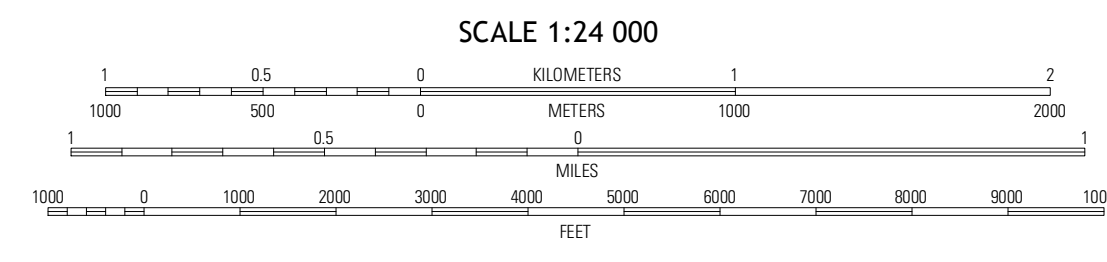 SCALE 1:24 000
1 0.5 0 KILOMETERS 1 2
1000 500 0 METERS 1000 2000
1 0.5 0 1
MILES
1000 0 1000 2000 3000 4000 5000 6000 7000 8000 9000 100
FEET